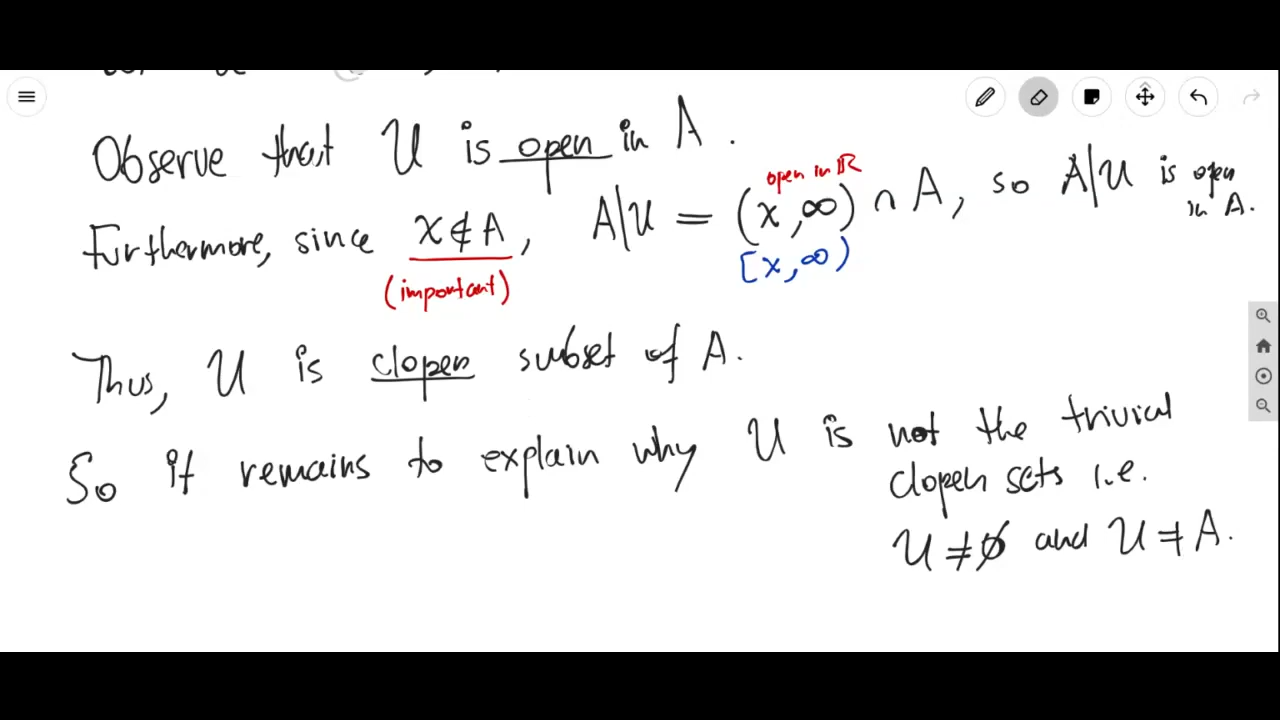 Observe that U is open in A.
open in ℝ
Furthermore, since x∉A, A\U = (x,∞) ∩ A, so A\U is open in A.
(important)
[x,∞)
Thus, U is clopen subset of A.
So it remains to explain why U is not the trivial
clopen sets i.e.
U ≠ ∅ and U ≠ A.